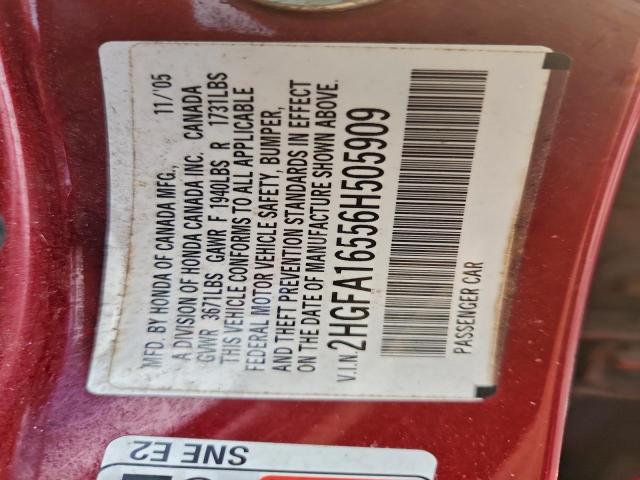 MFD. BY HONDA OF CANADA MFG., 11/'05
A DIVISION OF HONDA CANADA INC. CANADA
GVWR 3671LBS GAWR F 1940LBS R 1731LBS
THIS VEHICLE CONFORMS TO ALL APPLICABLE
FEDERAL MOTOR VEHICLE SAFETY, BUMPER,
AND THEFT PREVENTION STANDARDS IN EFFECT
ON THE DATE OF MANUFACTURE SHOWN ABOVE.
V.I.N. 2HGFA16556H505909
PASSENGER CAR
SNE E2